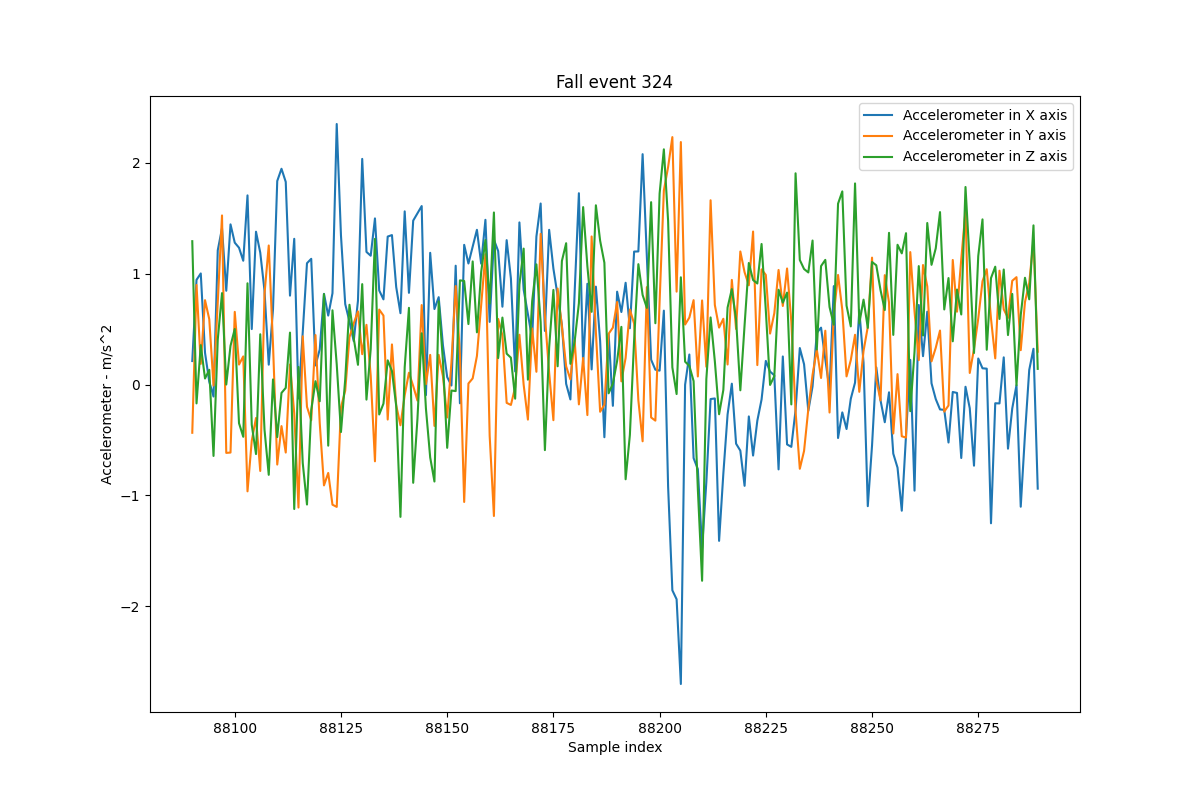 Fall event 324
Accelerometer in X axis
Accelerometer in Y axis
Accelerometer in Z axis
Accelerometer - m/s^2
2
1
0
−1
−2
88100 88125 88150 88175 88200 88225 88250 88275
Sample index